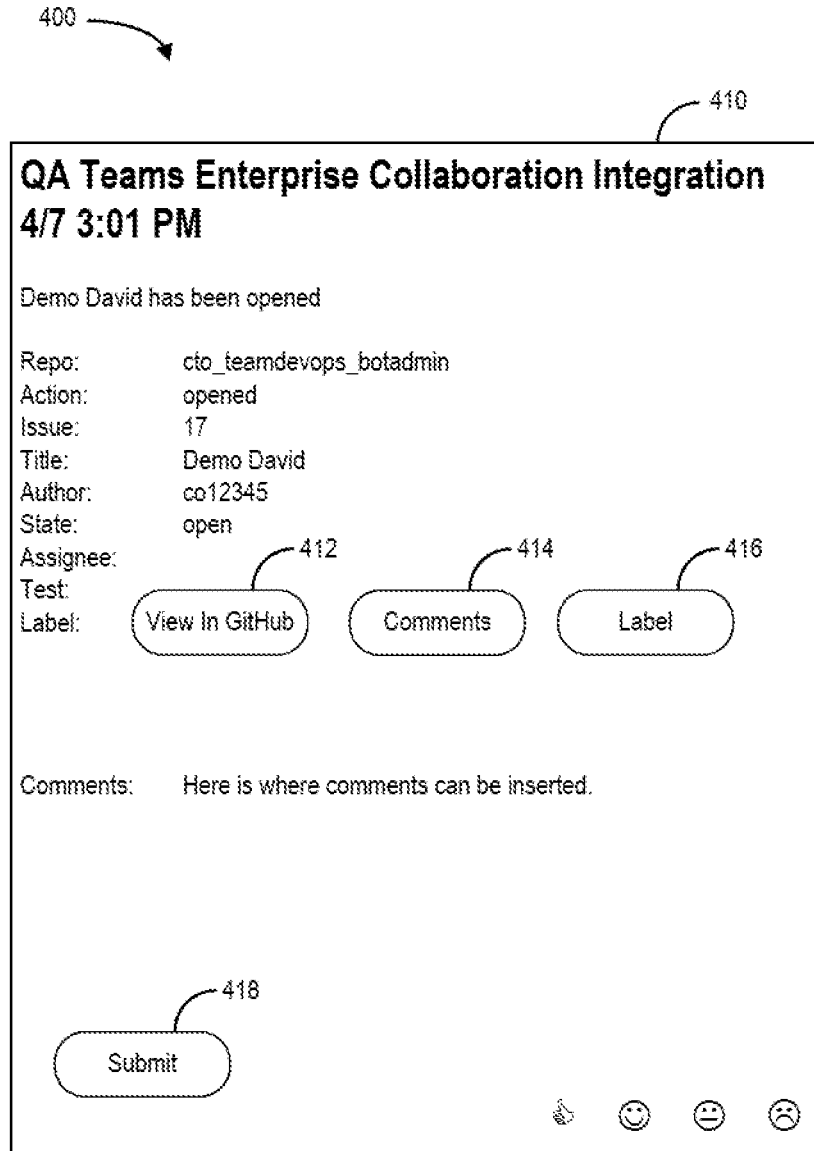 400
410
QA Teams Enterprise Collaboration Integration
4/7 3:01 PM
Demo David has been opened
Repo: cto_teamdevops_botadmin
Action: opened
Issue: 17
Title: Demo David
Author: co12345
State: open
Assignee: 412 414 416
Test:
Label: View In GitHub Comments Label
Comments: Here is where comments can be inserted.
418
Submit